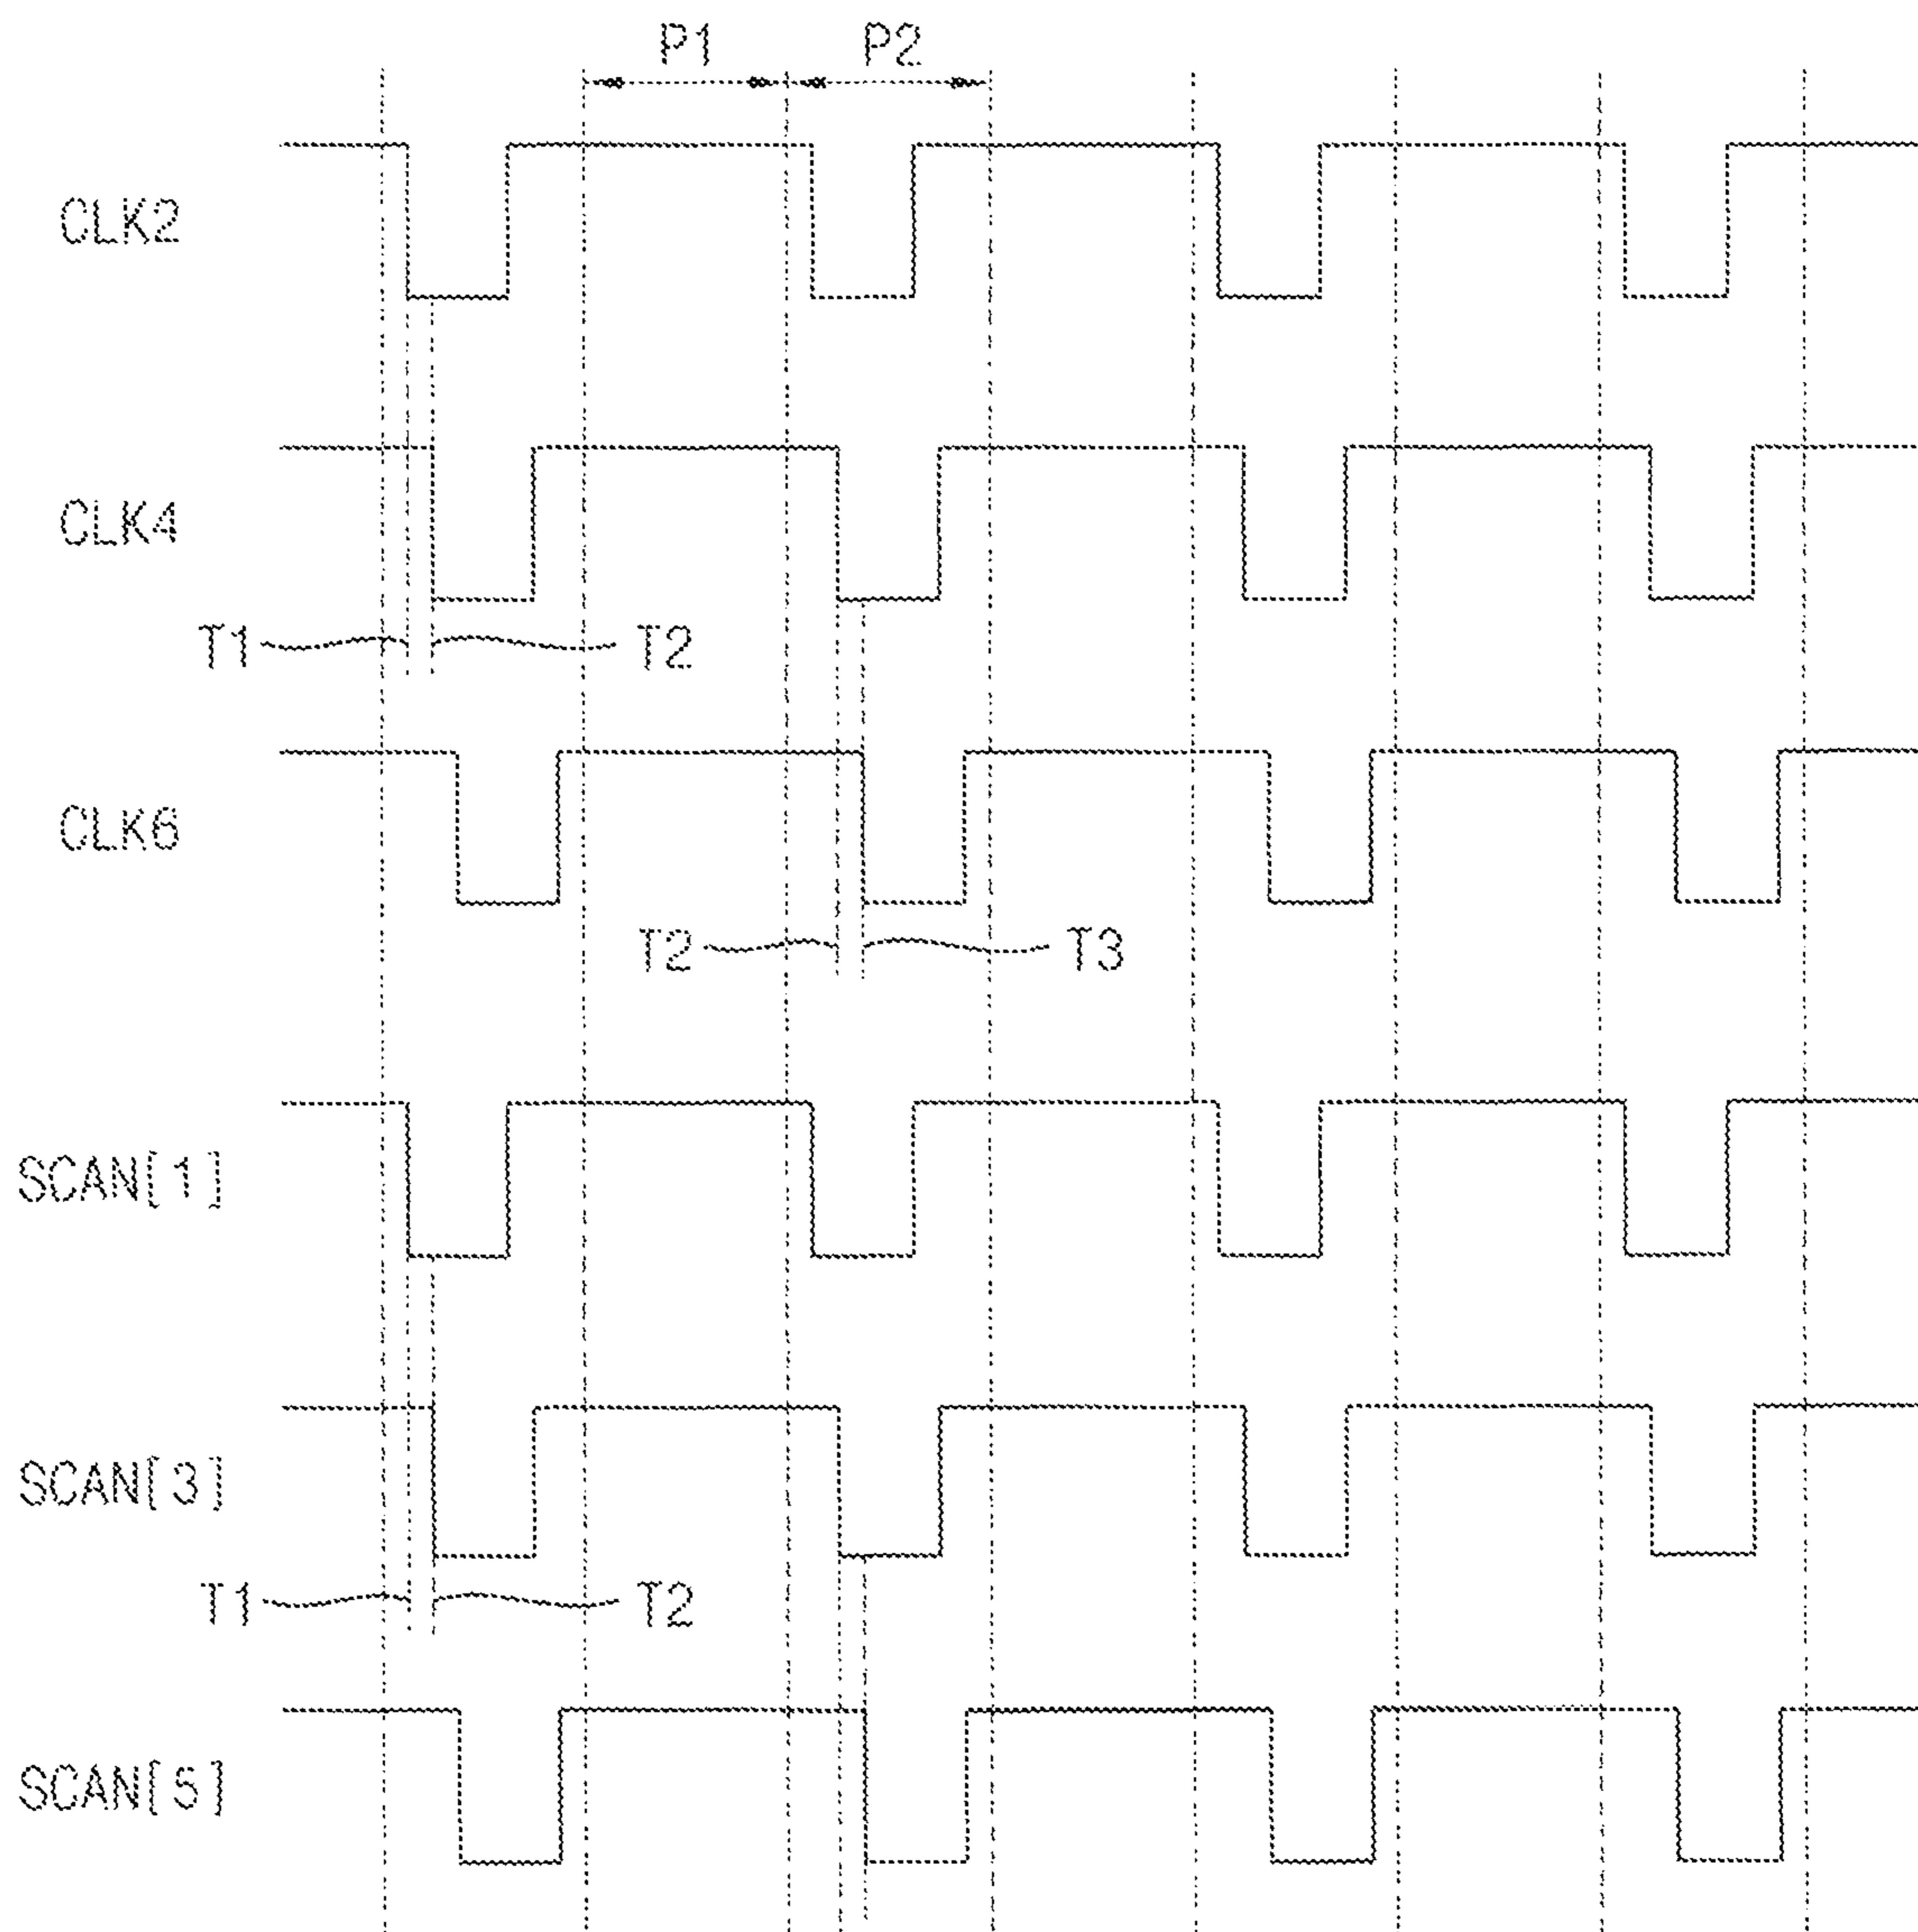 P1 P2
CLK2
CLK4
T1 T2
CLK6
T2 T3
SCAN[1]
SCAN[3]
T1 T2
SCAN[5]